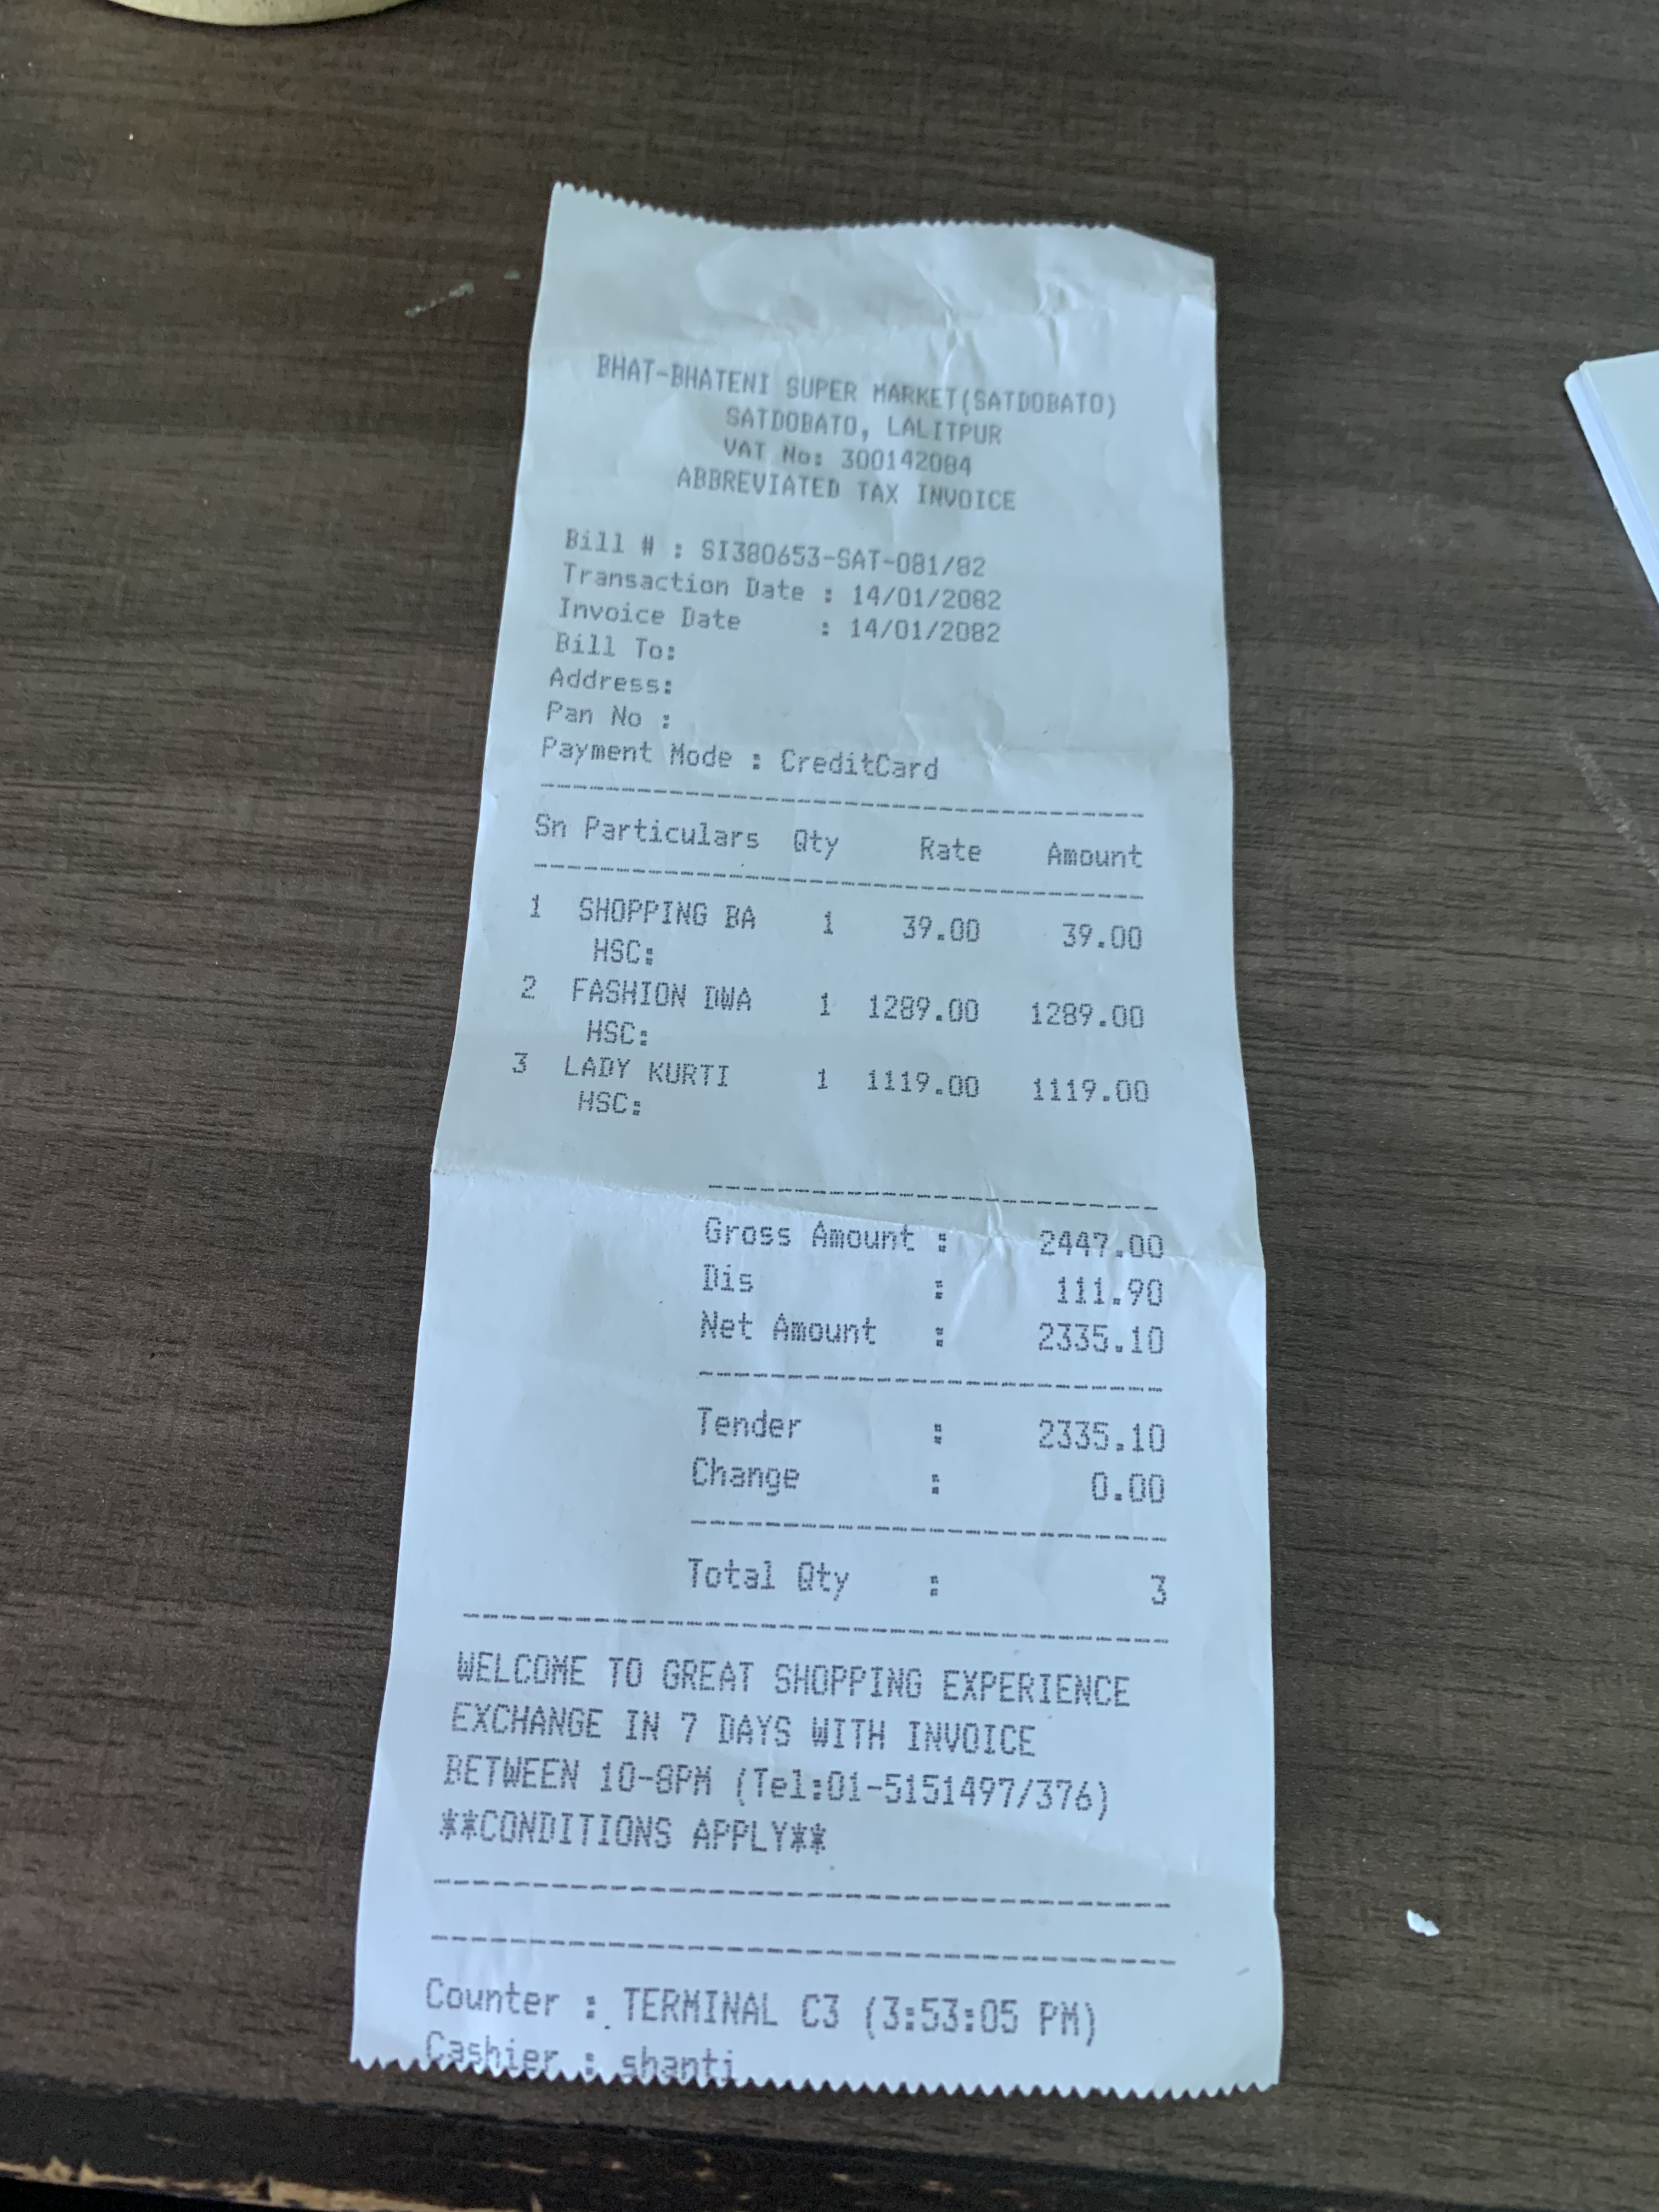 BHAT-BHATENI SUPER MARKET(SATDOBATO)
SATDOBATO, LALITPUR
VAT No: 300142084
ABBREVIATED TAX INVOICE
Bill # : SI380653-SAT-081/82
Transaction Date : 14/01/2082
Invoice Date : 14/01/2082
Bill To:
Address:
Pan No :
Payment Mode : CreditCard
Sn Particulars Qty Rate Amount
1 SHOPPING BA 1 39.00 39.00
HSC:
2 FASHION DWA 1 1289.00 1289.00
HSC:
3 LADY KURTI 1 1119.00 1119.00
HSC:
Gross Amount : 2447.00
Dis : 111.90
Net Amount : 2335.10
Tender : 2335.10
Change : 0.00
Total Qty : 3
WELCOME TO GREAT SHOPPING EXPERIENCE
EXCHANGE IN 7 DAYS WITH INVOICE
BETWEEN 10-8PM (Tel:01-5151497/376)
**CONDITIONS APPLY**
Counter : TERMINAL C3 (3:53:05 PM)
Cashier : shanti